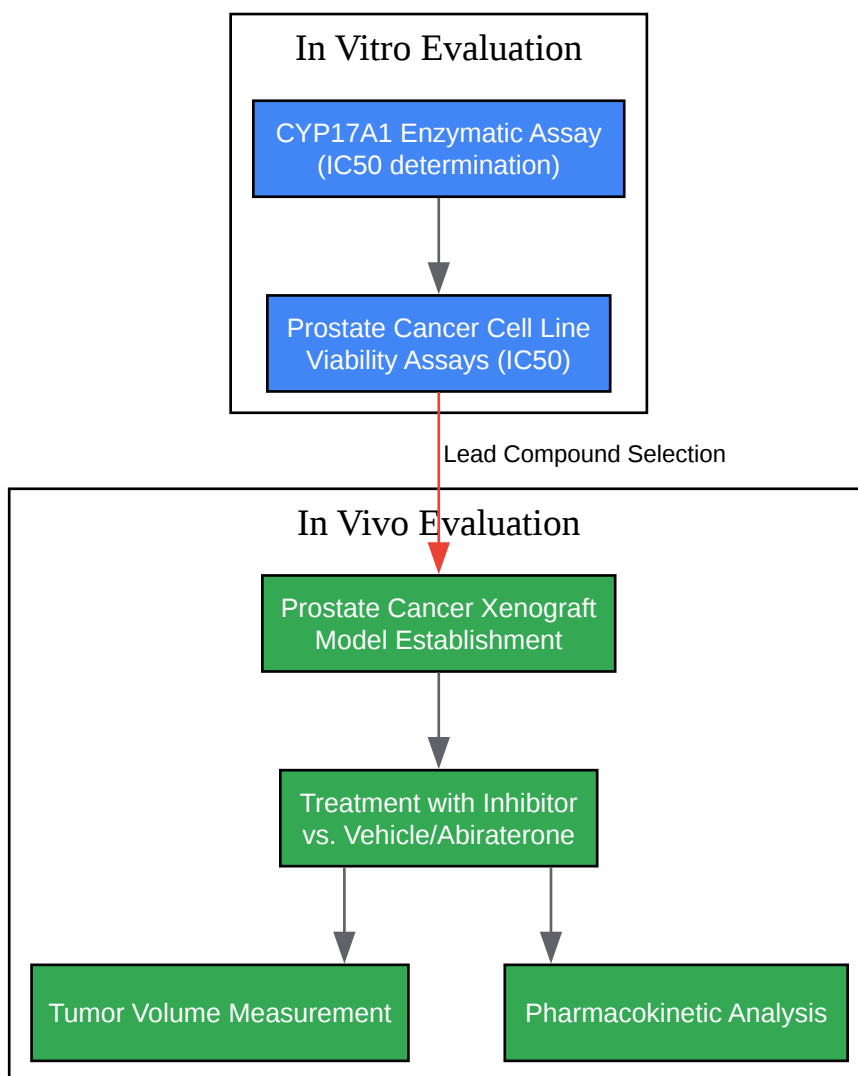 In Vitro Evaluation
CYP17A1 Enzymatic Assay
(IC50 determination)
Prostate Cancer Cell Line
Viability Assays (IC50)
Lead Compound Selection
In Vivo Evaluation
Prostate Cancer Xenograft
Model Establishment
Treatment with Inhibitor
vs. Vehicle/Abiraterone
Tumor Volume Measurement
Pharmacokinetic Analysis